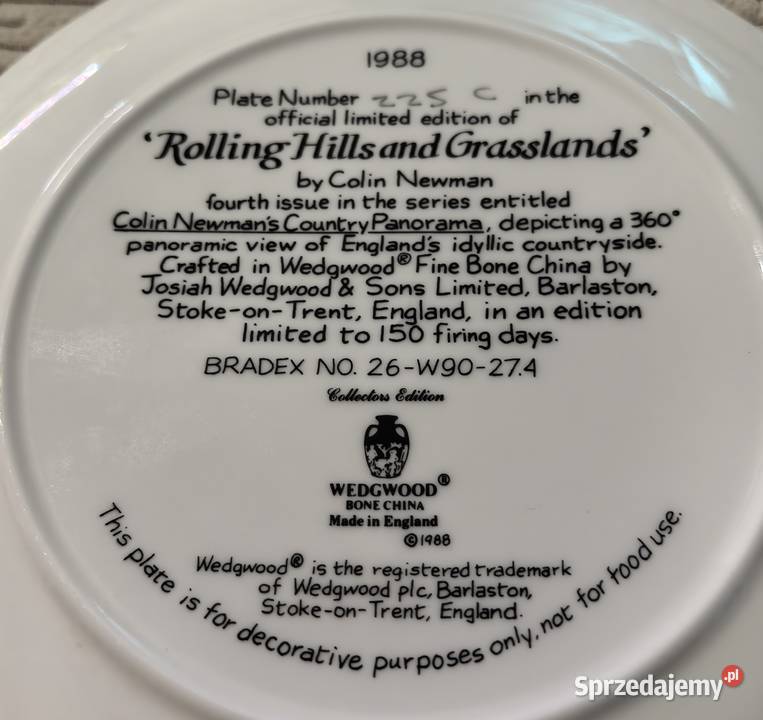 1988
Plate Number 225 C in the
official limited edition of
'Rolling Hills and Grasslands'
by Colin Newman
fourth issue in the series entitled
Colin Newman's Country Panorama, depicting a 360°
panoramic view of England's idyllic countryside.
Crafted in Wedgwood® Fine Bone China by
Josiah Wedgwood & Sons Limited, Barlaston,
Stoke-on-Trent, England, in an edition
limited to 150 firing days.
BRADEX NO. 26-W90-27.4
Collectors Edition
WEDGWOOD®
BONE CHINA
Made in England
©1988
Wedgwood® is the registered trademark
of Wedgwood plc, Barlaston,
Stoke-on-Trent, England.
This plate is for decorative purposes only, not for food use.
Sprzedajemy.pl